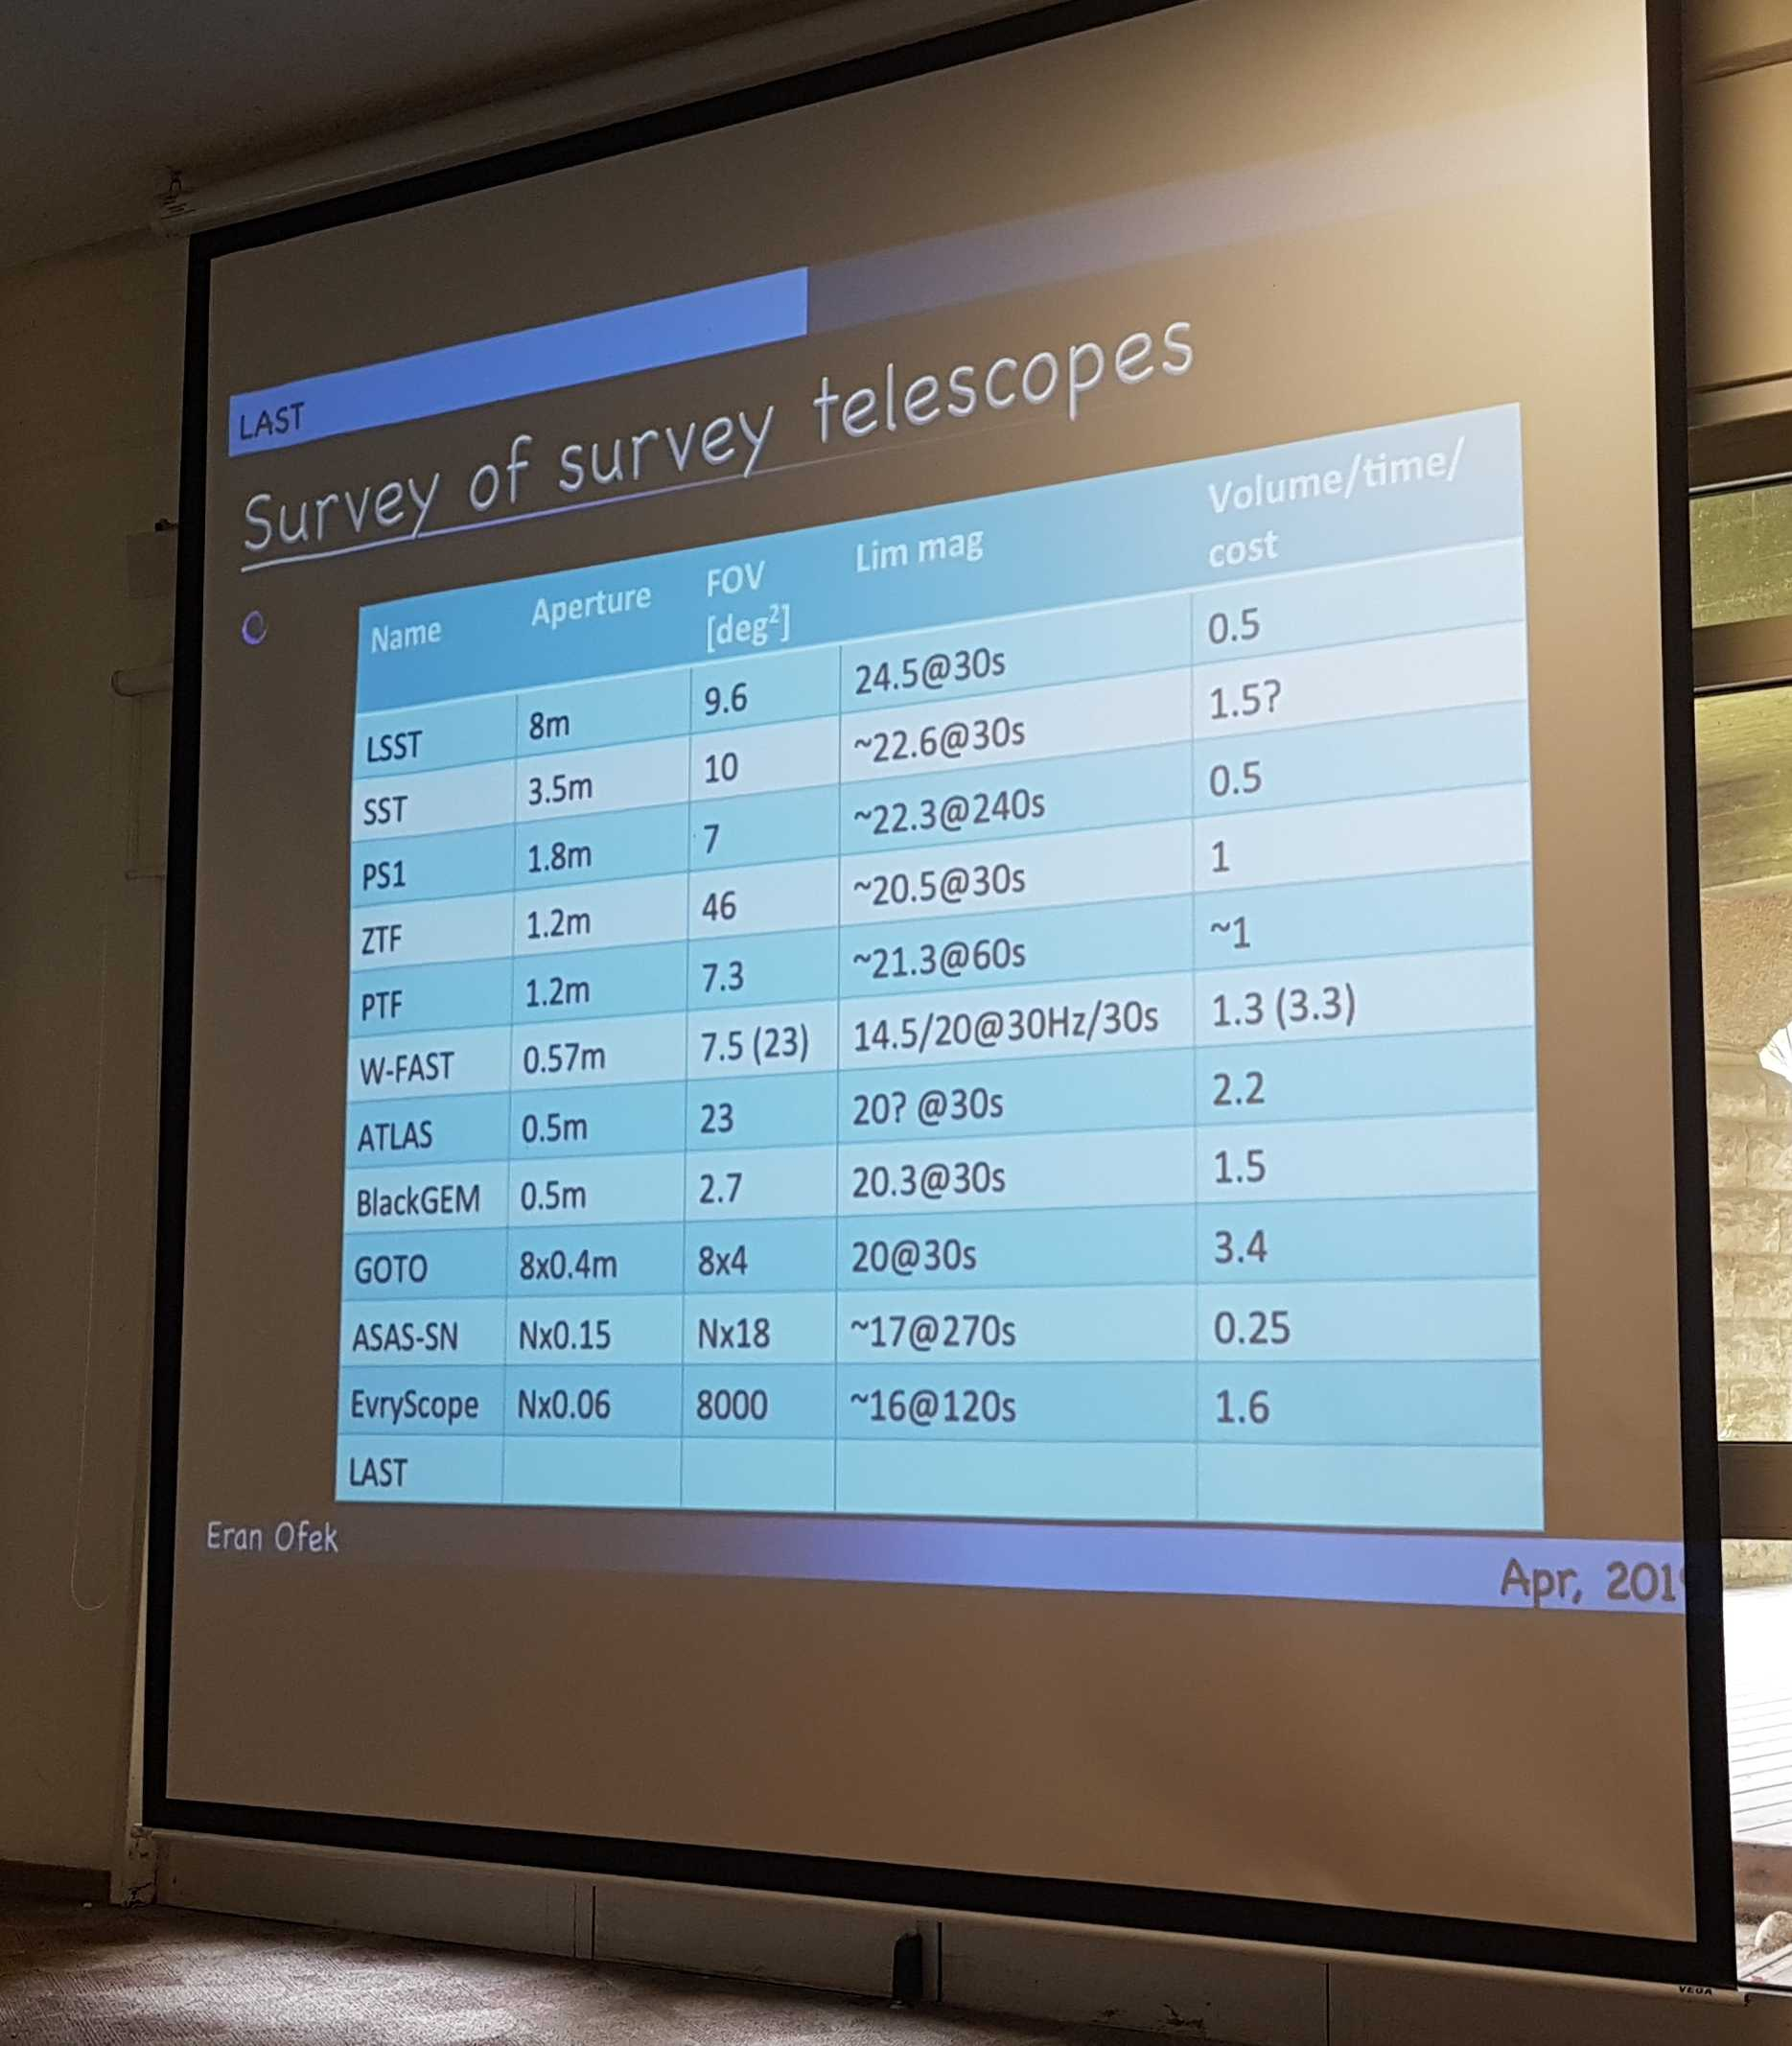 LAST
Survey of survey telescopes
Name Aperture FOV [deg²] Lim mag Volume/time/cost
LSST 8m 9.6 24.5@30s 0.5
SST 3.5m 10 ~22.6@30s 1.5?
PS1 1.8m 7 ~22.3@240s 0.5
ZTF 1.2m 46 ~20.5@30s 1
PTF 1.2m 7.3 ~21.3@60s ~1
W-FAST 0.57m 7.5 (23) 14.5/20@30Hz/30s 1.3 (3.3)
ATLAS 0.5m 23 20? @30s 2.2
BlackGEM 0.5m 2.7 20.3@30s 1.5
GOTO 8x0.4m 8x4 20@30s 3.4
ASAS-SN Nx0.15 Nx18 ~17@270s 0.25
EvryScope Nx0.06 8000 ~16@120s 1.6
LAST
Eran Ofek
Apr, 201
VEGA